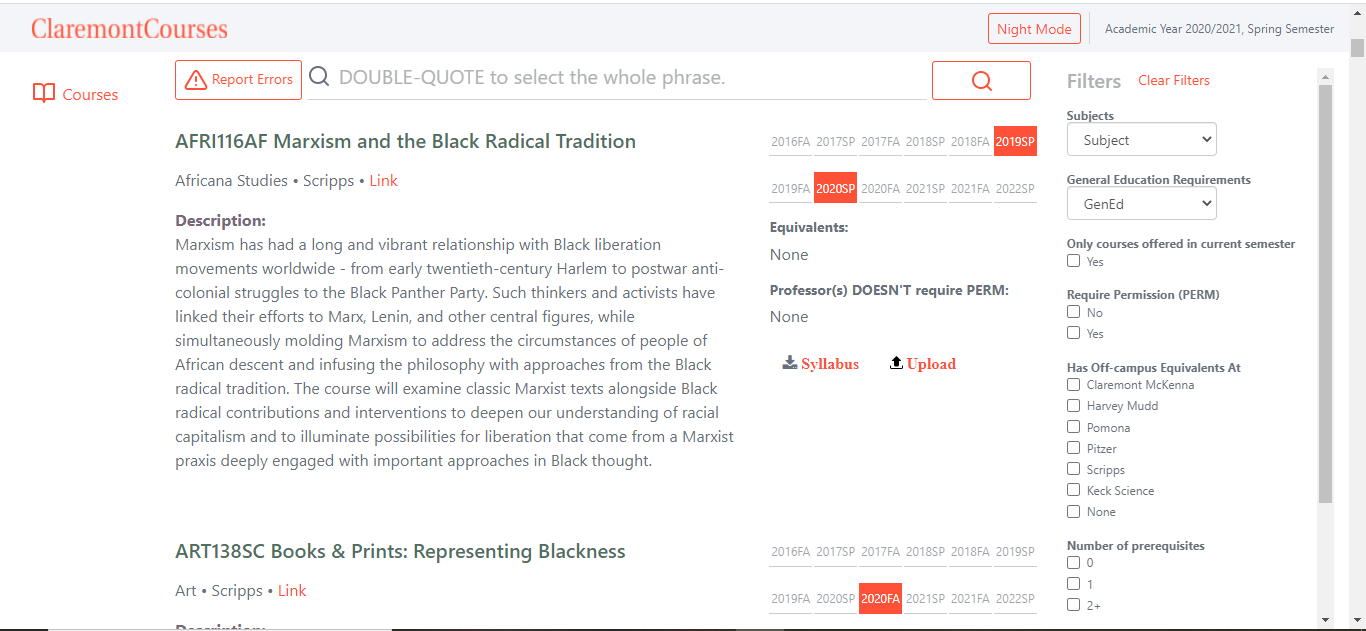 ClaremontCourses
Night Mode
Academic Year 2020/2021, Spring Semester
Courses
Report Errors
DOUBLE-QUOTE to select the whole phrase.
AFRI116AF Marxism and the Black Radical Tradition
Africana Studies • Scripps • Link
Description:
Marxism has had a long and vibrant relationship with Black liberation
movements worldwide - from early twentieth-century Harlem to postwar anti-
colonial struggles to the Black Panther Party. Such thinkers and activists have
linked their efforts to Marx, Lenin, and other central figures, while
simultaneously molding Marxism to address the circumstances of people of
African descent and infusing the philosophy with approaches from the Black
radical tradition. The course will examine classic Marxist texts alongside Black
radical contributions and interventions to deepen our understanding of racial
capitalism and to illuminate possibilities for liberation that come from a Marxist
praxis deeply engaged with important approaches in Black thought.
2016FA 2017SP 2017FA 2018SP 2018FA 2019SP
2019FA 2020SP 2020FA 2021SP 2021FA 2022SP
Equivalents:
None
Professor(s) DOESN'T require PERM:
None
Syllabus
Upload
ART138SC Books & Prints: Representing Blackness
Art • Scripps • Link
Description:
2016FA 2017SP 2017FA 2018SP 2018FA 2019SP
2019FA 2020SP 2020FA 2021SP 2021FA 2022SP
Filters
Clear Filters
Subjects
Subject
General Education Requirements
GenEd
Only courses offered in current semester
Yes
Require Permission (PERM)
No
Yes
Has Off-campus Equivalents At
Claremont McKenna
Harvey Mudd
Pomona
Pitzer
Scripps
Keck Science
None
Number of prerequisites
0
1
2+